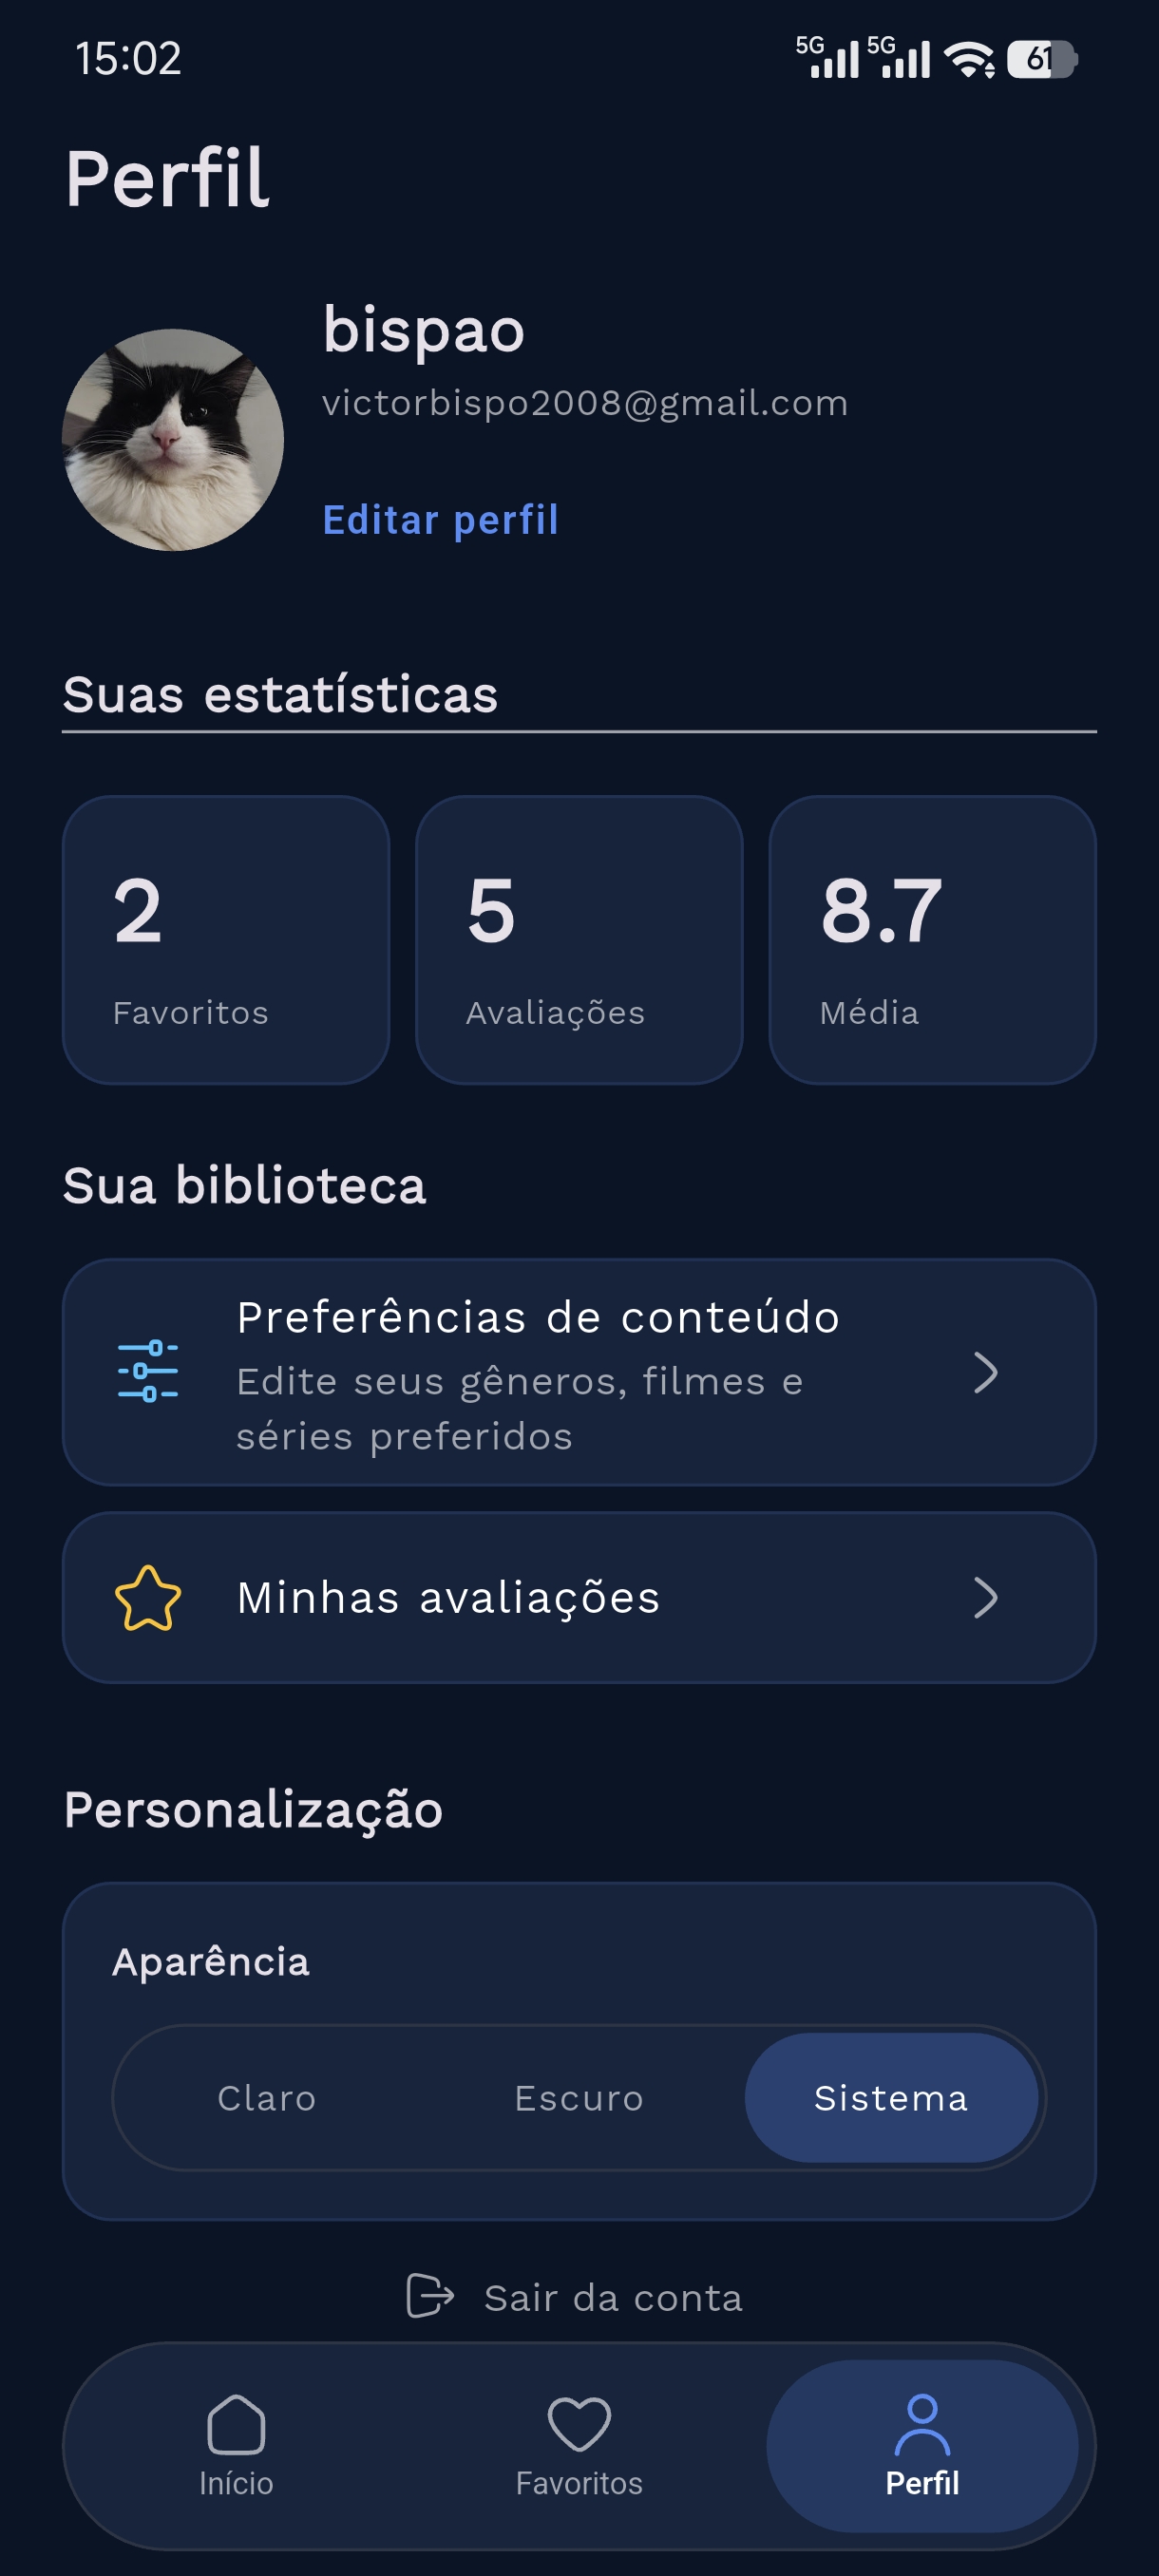 15:02
5G 5G 61
Perfil
bispao
victorbispo2008@gmail.com
Editar perfil
Suas estatísticas
2
Favoritos
5
Avaliações
8.7
Média
Sua biblioteca
Preferências de conteúdo
Edite seus gêneros, filmes e
séries preferidos
Minhas avaliações
Personalização
Aparência
Claro
Escuro
Sistema
Sair da conta
Início
Favoritos
Perfil